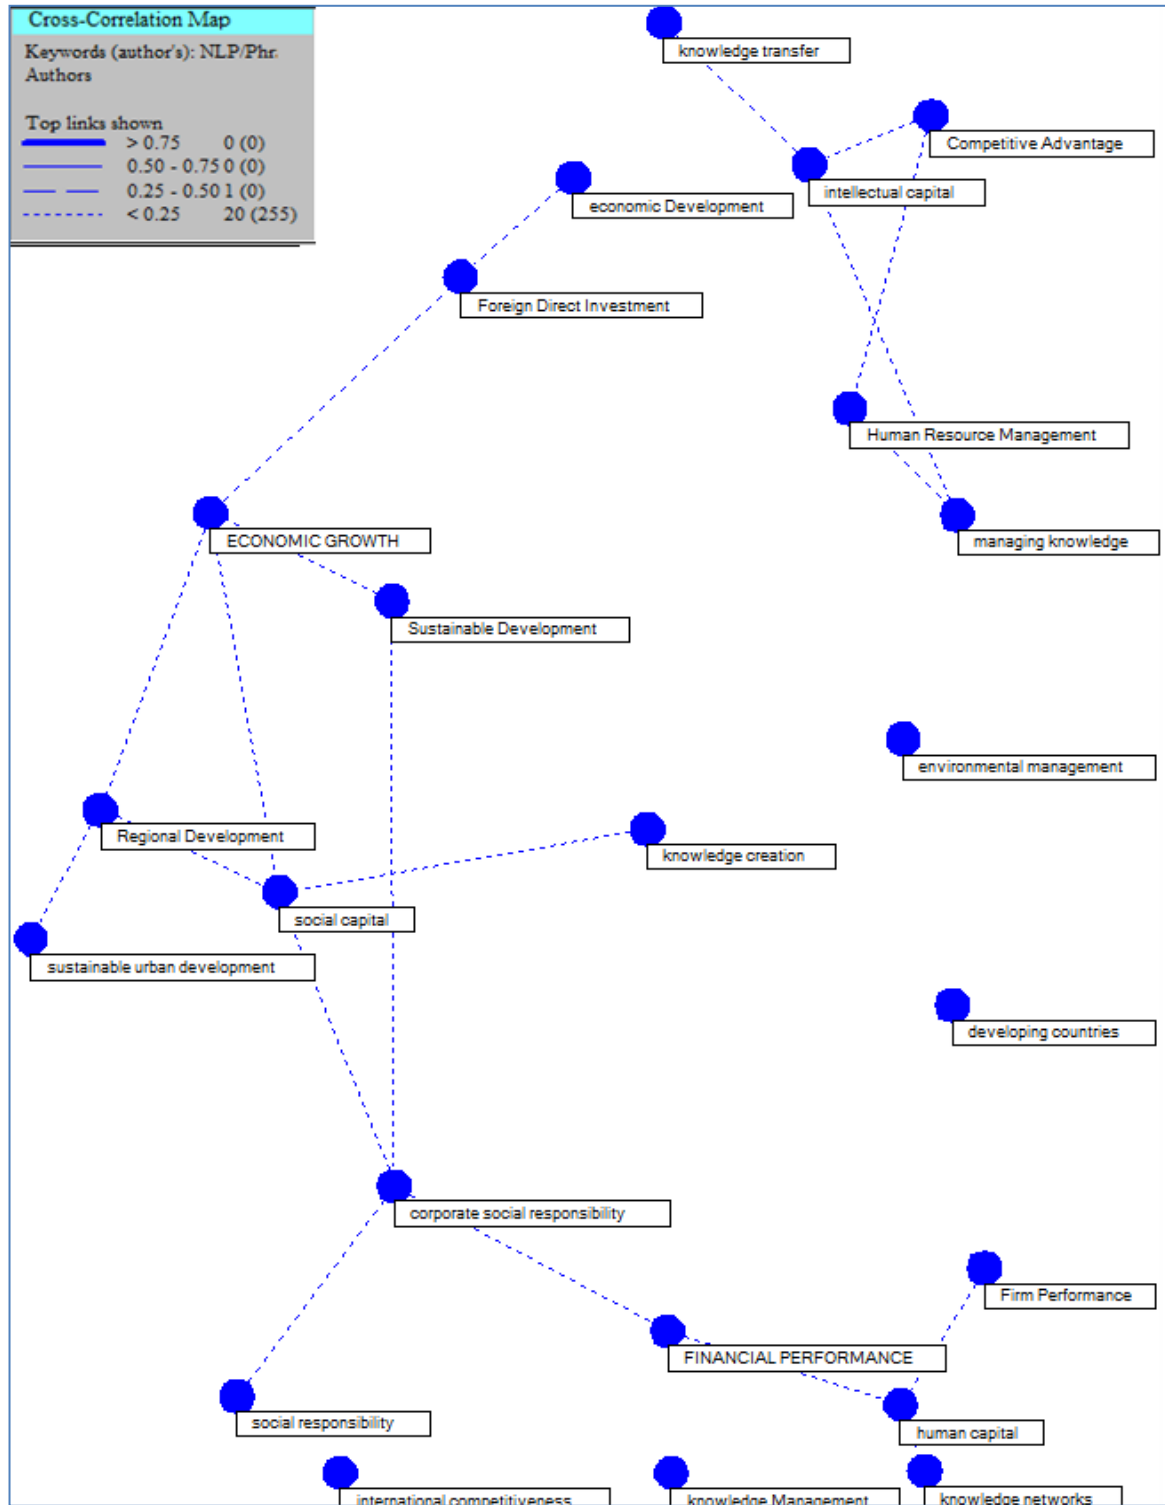 Cross-Correlation Map
Keywords (author's): NLP/Phr.
Authors
Top links shown
> 0.75 0 (0)
0.50 - 0.75 0 (0)
0.25 - 0.50 1 (0)
< 0.25 20 (255)
knowledge transfer
Competitive Advantage
intellectual capital
economic Development
Foreign Direct Investment
Human Resource Management
managing knowledge
ECONOMIC GROWTH
Sustainable Development
environmental management
Regional Development
knowledge creation
social capital
sustainable urban development
developing countries
corporate social responsibility
Firm Performance
FINANCIAL PERFORMANCE
social responsibility
human capital
international competitiveness
knowledge Management
knowledge networks